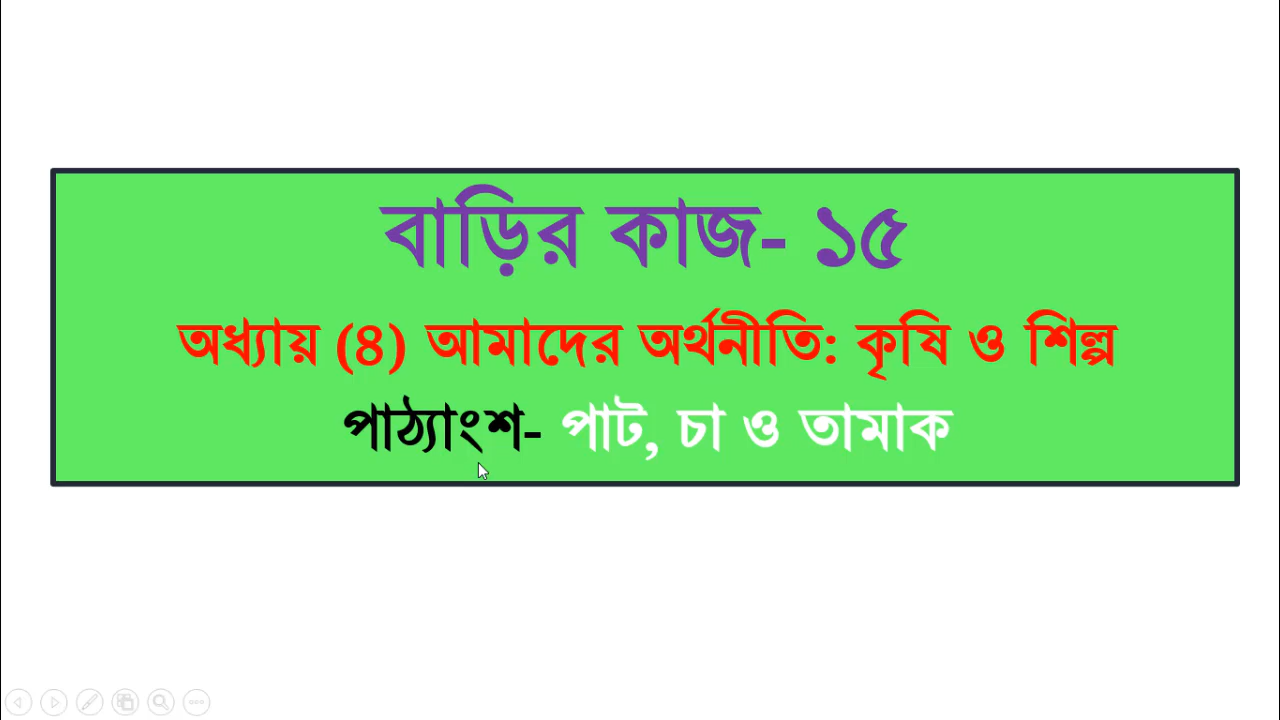 বাড়ির কাজ- ১৫
অধ্যায় (৪) আমাদের অর্থনীতি: কৃষি ও শিল্প
পাঠ্যাংশ- পাট, চা ও তামাক